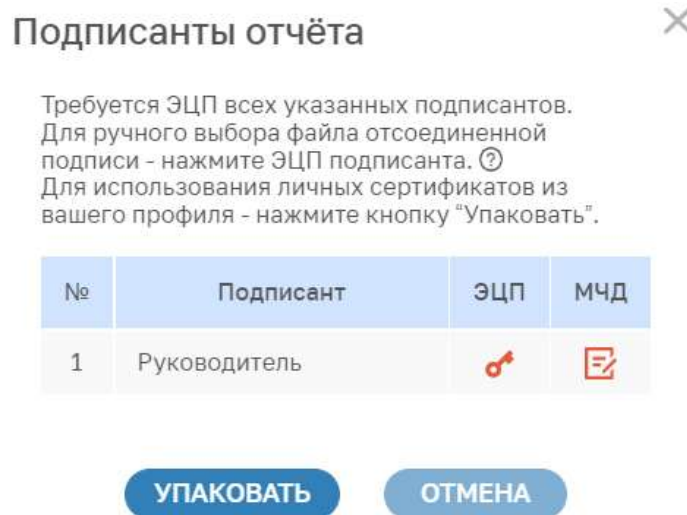 Подписанты отчёта
Требуется ЭЦП всех указанных подписантов.
Для ручного выбора файла отсоединенной
подписи - нажмите ЭЦП подписанта. ?
Для использования личных сертификатов из
вашего профиля - нажмите кнопку “Упаковать”.
№ Подписант ЭЦП МЧД
1 Руководитель
УПАКОВАТЬ ОТМЕНА